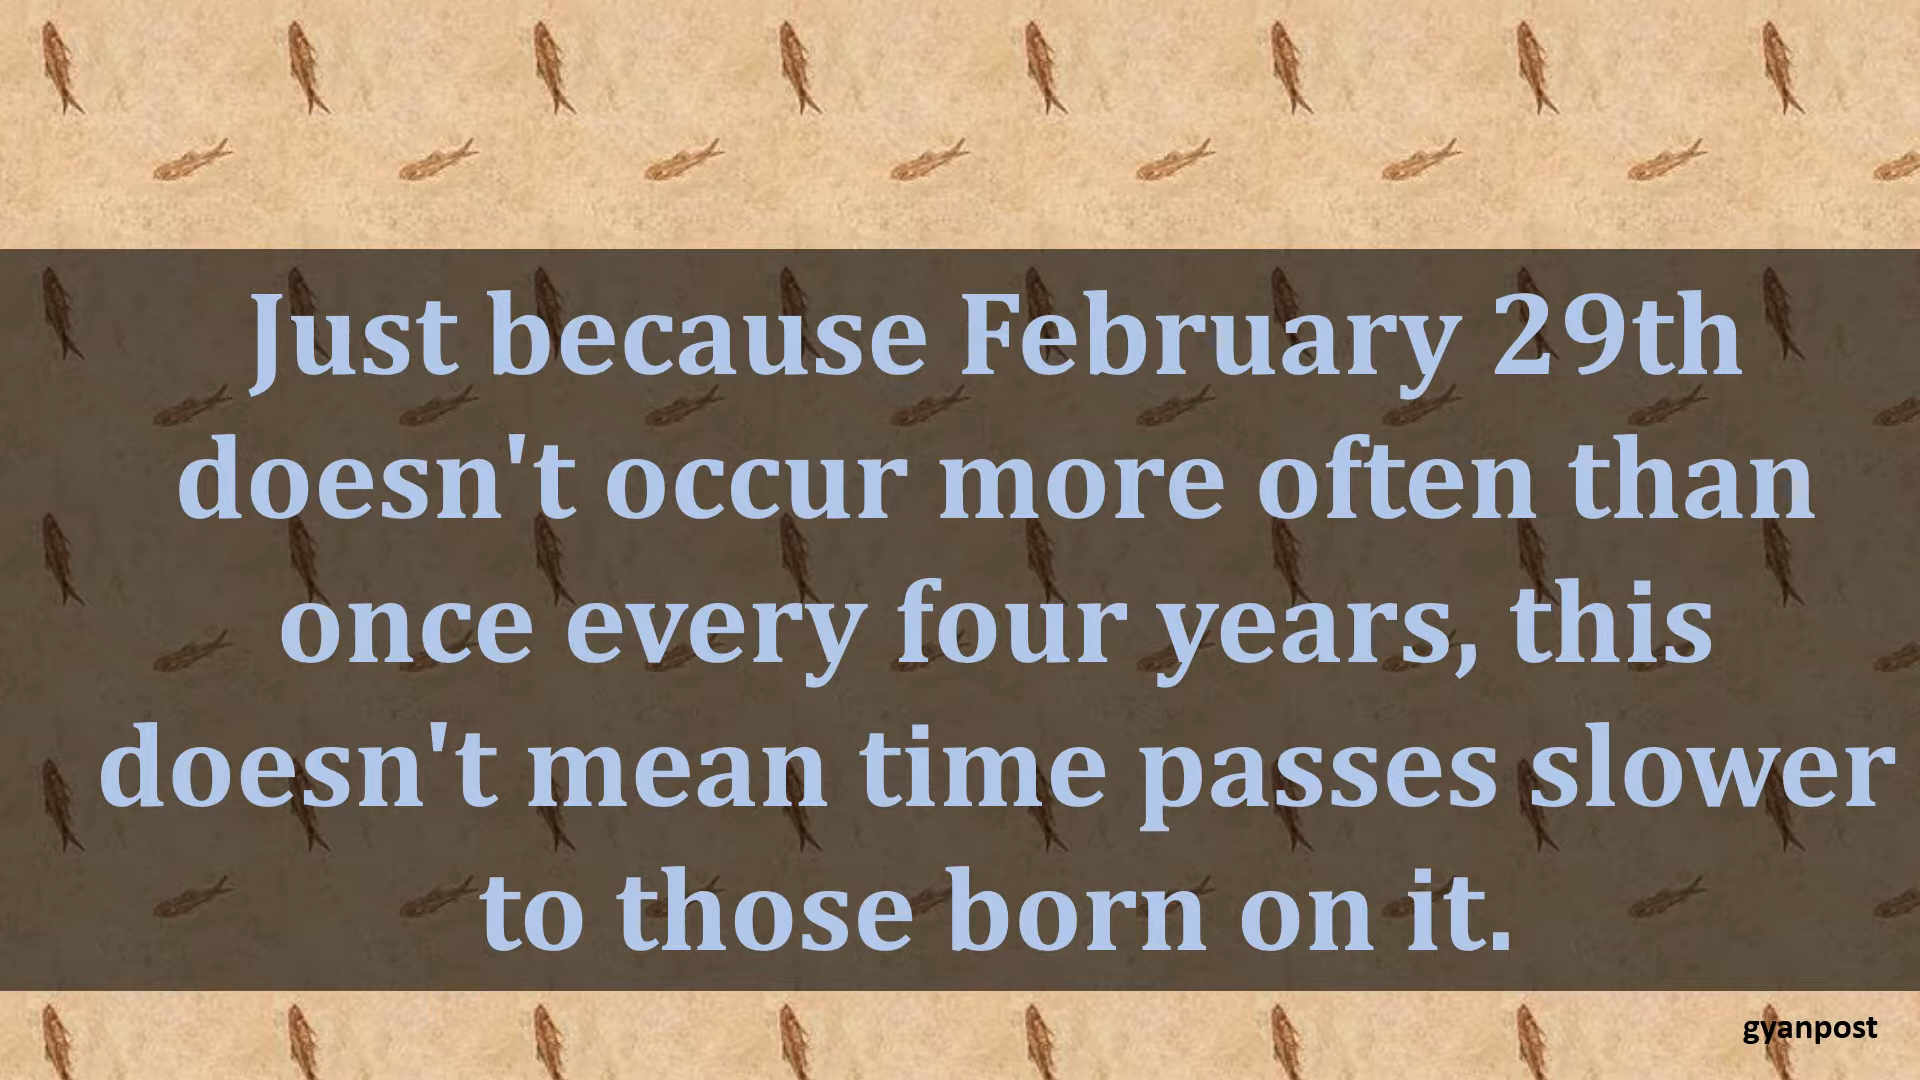 Just because February 29th
doesn't occur more often than
once every four years, this
doesn't mean time passes slower
to those born on it.
gyanpost